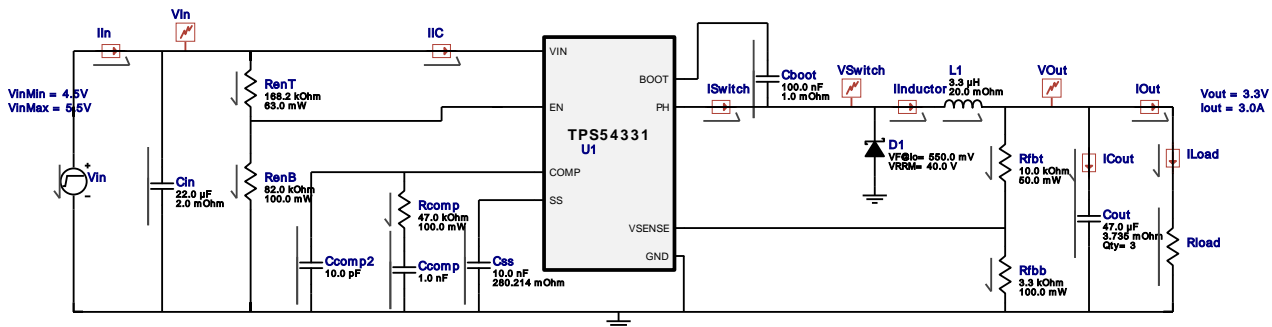 VIn
IIn
IIC
VinMin = 4.5V
VinMax = 5.5V
RenT
168.2 kOhm
63.0 mW
Vin
+
−
Cin
22.0 µF
2.0 mOhm
RenB
82.0 kOhm
100.0 mW
Ccomp2
10.0 pF
Rcomp
47.0 kOhm
100.0 mW
Ccomp
1.0 nF
Css
10.0 nF
280.214 mOhm
VIN
EN
COMP
SS
TPS54331
U1
BOOT
PH
VSENSE
GND
Cboot
100.0 nF
1.0 mOhm
ISwitch
VSwitch
IInductor
L1
3.3 µH
20.0 mOhm
D1
VF@Io= 550.0 mV
VRRM= 40.0 V
VOut
IOut
Vout = 3.3V
Iout = 3.0A
Rfbt
10.0 kOhm
50.0 mW
Rfbb
3.3 kOhm
100.0 mW
ICout
Cout
47.0 µF
3.735 mOhm
Qty= 3
ILoad
Rload